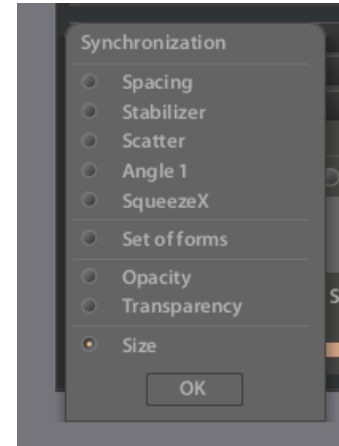 Synchronization
Spacing
Stabilizer
Scatter
Angle 1
SqueezeX
Set of forms
Opacity
Transparency
Size
OK